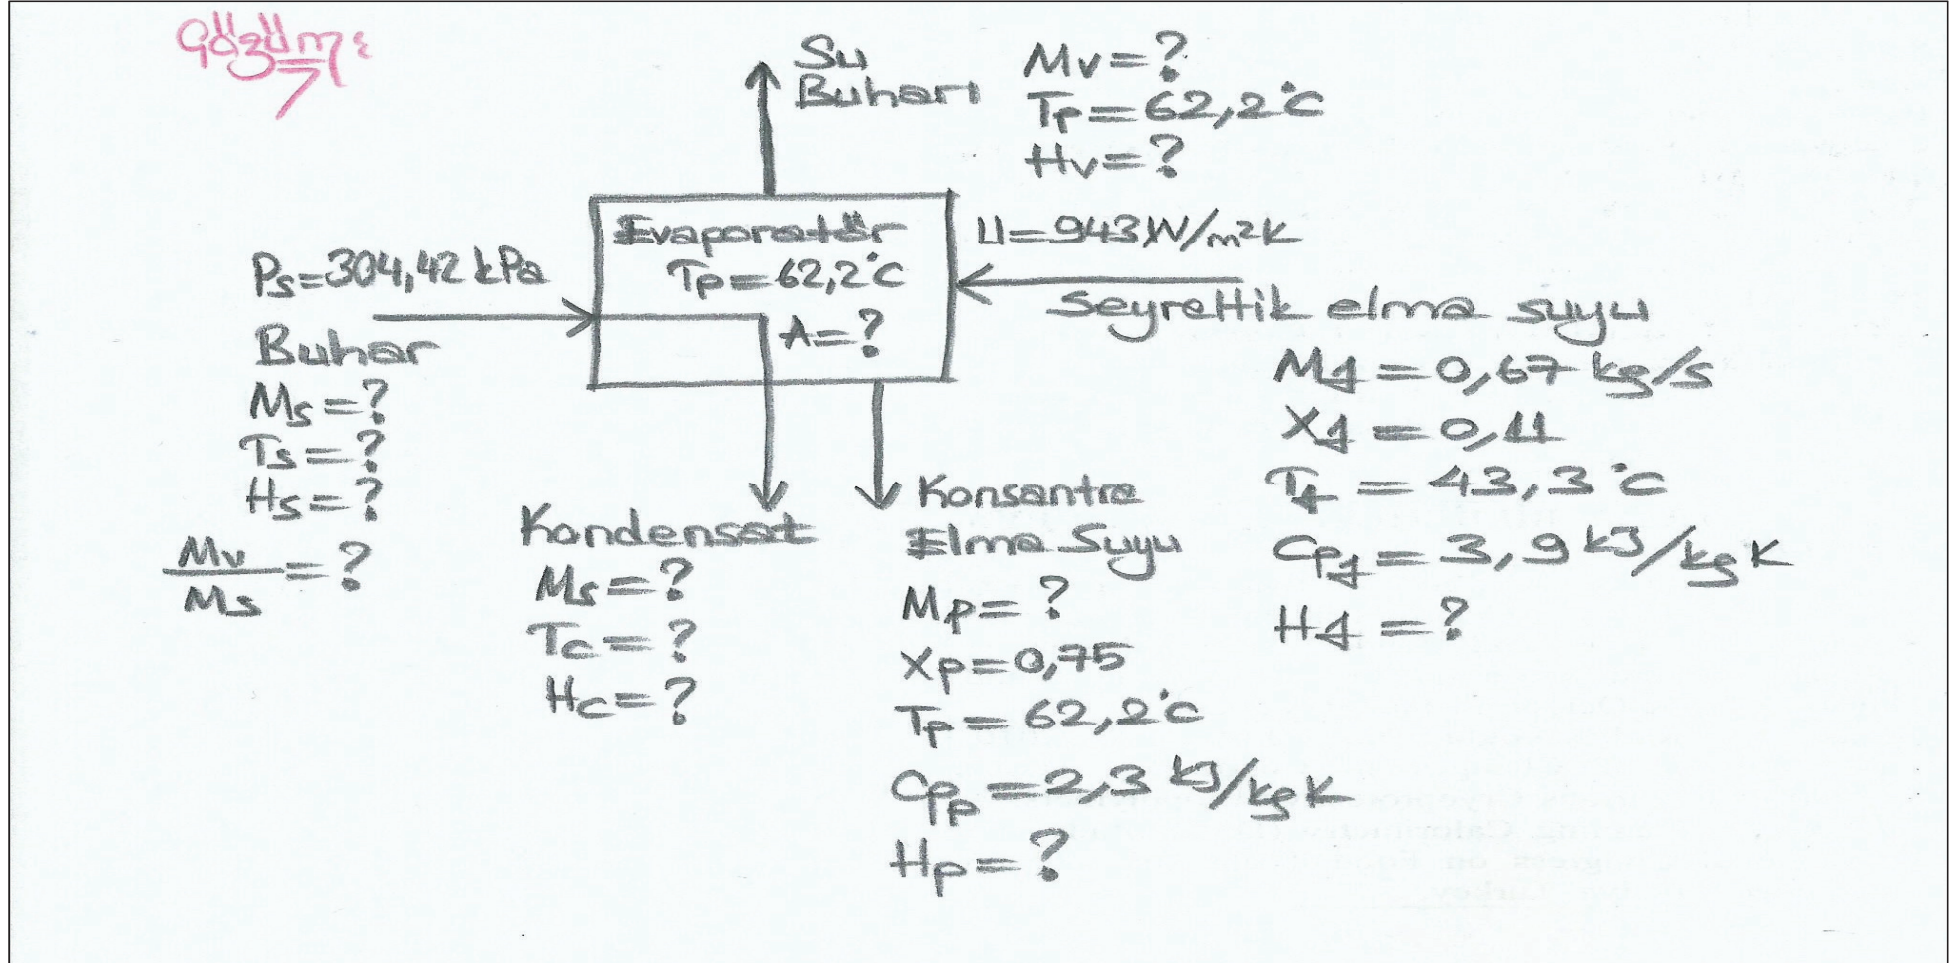 Çözüm:
Su
Buharı
Mv=?
Tp=62,2°C
Hv=?
Evaporatör
Tp=62,2°C
A=?
U=943W/m²K
Ps=304,42 kPa
Buhar
Ms=?
Ts=?
Hs=?
Mv/Ms=?
Seyreltik elma suyu
Mf=0,67 kg/s
Xf=0,11
Tf=43,3°C
Cpf=3,9 kJ/kgK
Hf=?
Kondensat
Ms=?
Tc=?
Hc=?
Konsantre
Elma Suyu
Mp=?
Xp=0,75
Tp=62,2°C
Cpp=2,3 kJ/kgK
Hp=?